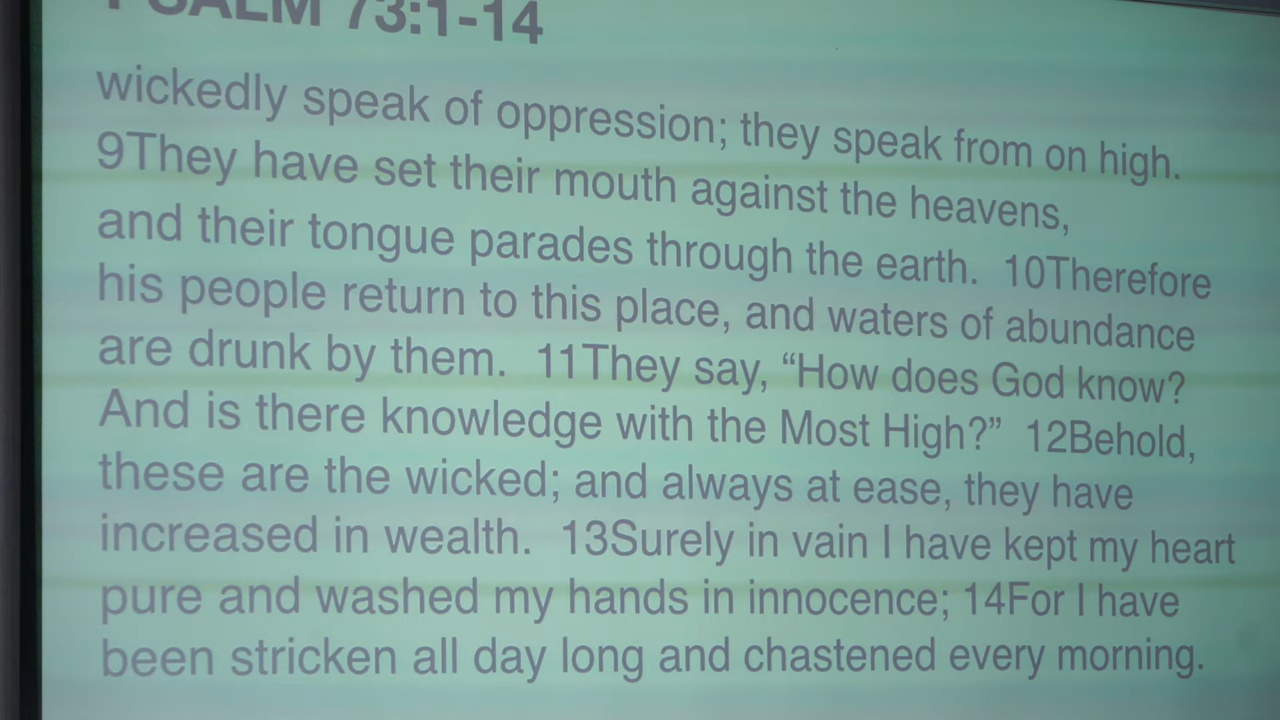 PSALM 73:1-14
wickedly speak of oppression; they speak from on high.
9They have set their mouth against the heavens,
and their tongue parades through the earth.  10Therefore
his people return to this place, and waters of abundance
are drunk by them.  11They say, “How does God know?
And is there knowledge with the Most High?”  12Behold,
these are the wicked; and always at ease, they have
increased in wealth.  13Surely in vain I have kept my heart
pure and washed my hands in innocence; 14For I have
been stricken all day long and chastened every morning.